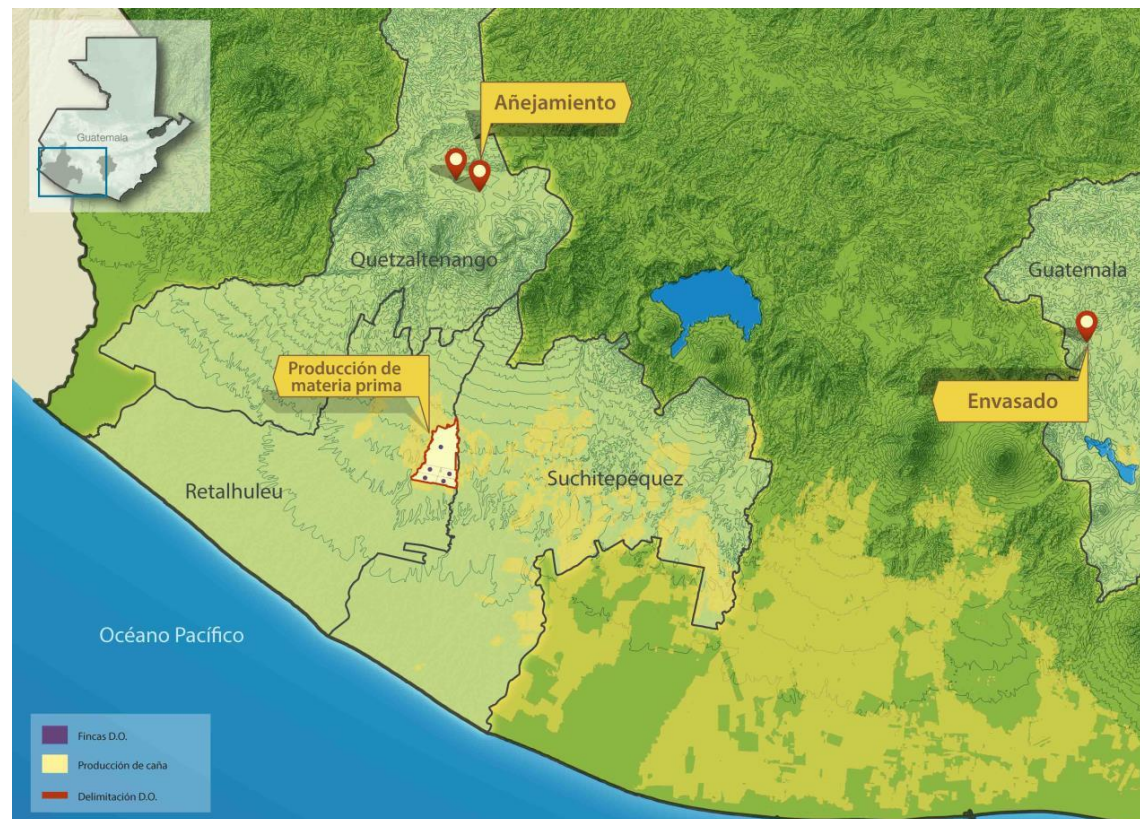 Guatemala
Añejamiento
Quetzaltenango
Guatemala
Producción de
materia prima
Envasado
Retalhuleu
Suchitepéquez
Océano Pacífico
Fincas D.O.
Producción de caña
Delimitación D.O.